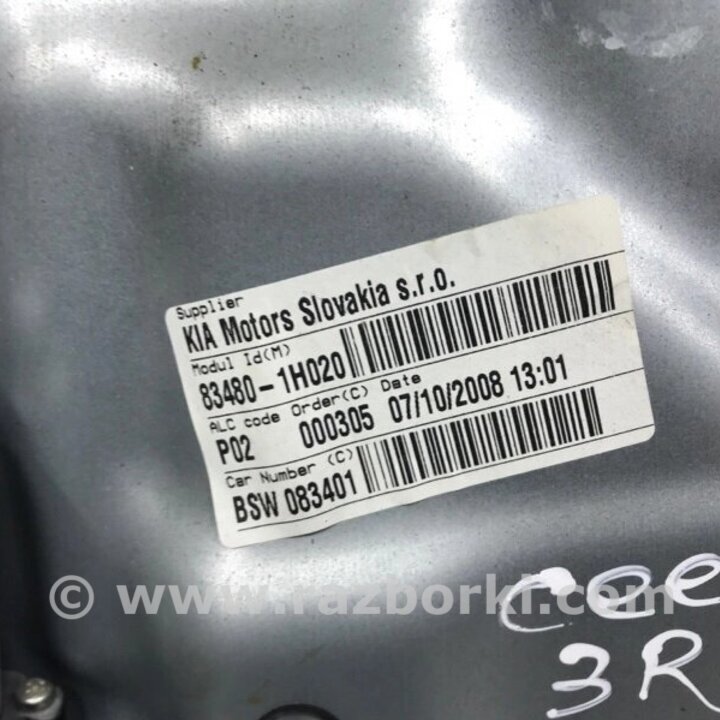 Supplier
KIA Motors Slovakia s.r.o.
Modul Id(M)
83480-1H020
ALC code Order(C) Date
P02 000305 07/10/2008 13:01
Car Number (C)
BSW 083401
© www.razborki.com
cee
3R